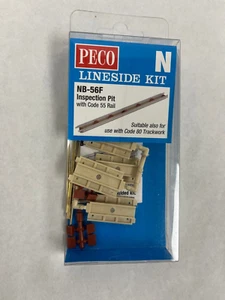 PECO
N
LINESIDE KIT
NB-56F
Inspection Pit
with Code 55 Rail
Suitable also for
use with Code 80 Trackwork